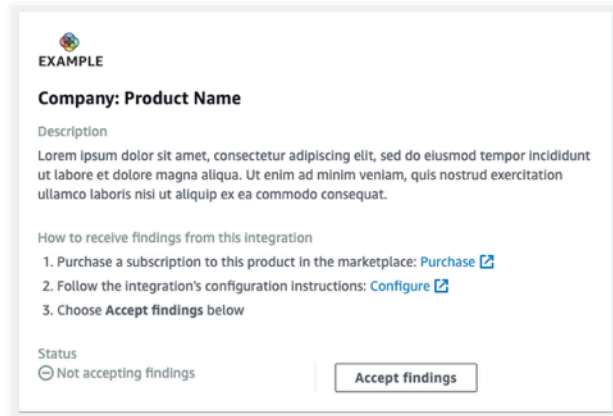 EXAMPLE
Company: Product Name
Description
Lorem ipsum dolor sit amet, consectetur adipiscing elit, sed do eiusmod tempor incididunt
ut labore et dolore magna aliqua. Ut enim ad minim veniam, quis nostrud exercitation
ullamco laboris nisi ut aliquip ex ea commodo consequat.
How to receive findings from this integration
1. Purchase a subscription to this product in the marketplace: Purchase
2. Follow the integration's configuration instructions: Configure
3. Choose Accept findings below
Status
Not accepting findings
Accept findings